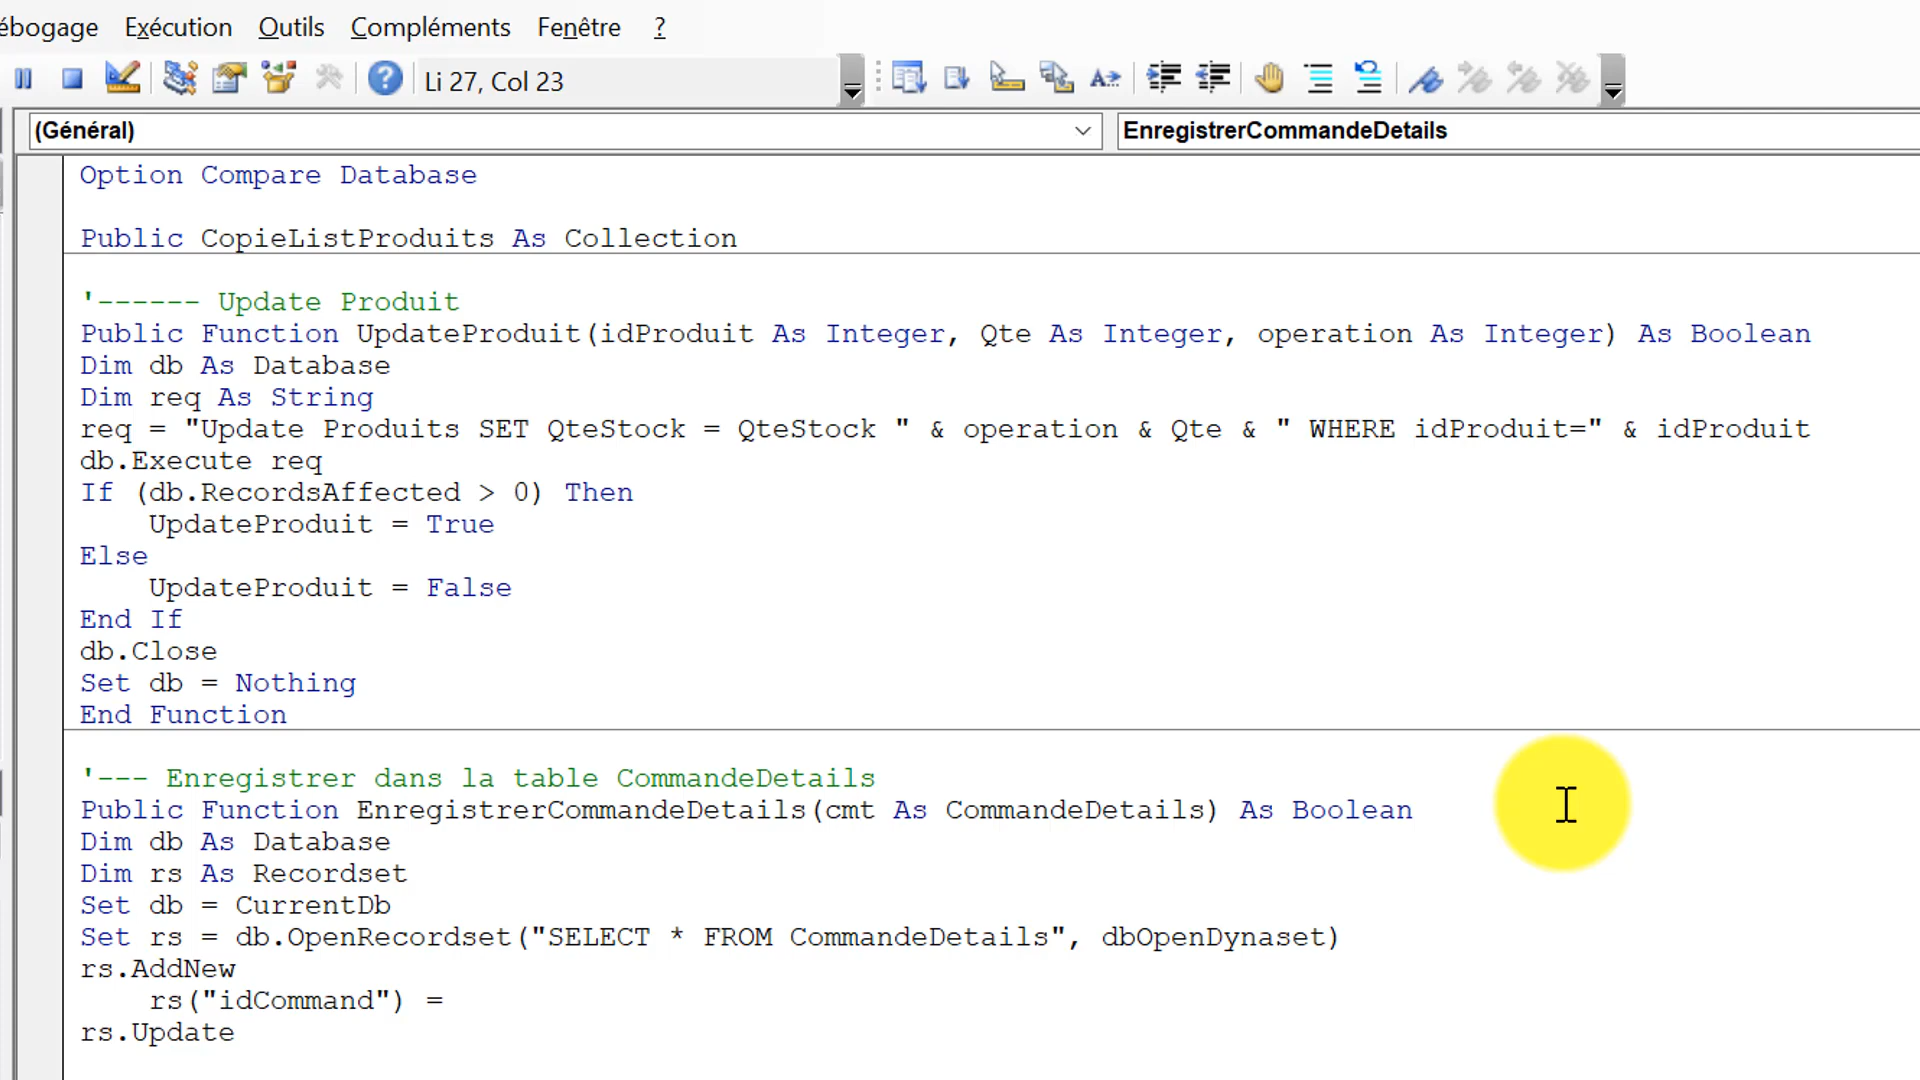 ébogage Exécution Outils Compléments Fenêtre ?
Li 27, Col 23
(Général) EnregistrerCommandeDetails
Option Compare Database
Public CopieListProduits As Collection
'------ Update Produit
Public Function UpdateProduit(idProduit As Integer, Qte As Integer, operation As Integer) As Boolean
Dim db As Database
Dim req As String
req = "Update Produits SET QteStock = QteStock " & operation & Qte & " WHERE idProduit=" & idProduit
db.Execute req
If (db.RecordsAffected > 0) Then
    UpdateProduit = True
Else
    UpdateProduit = False
End If
db.Close
Set db = Nothing
End Function
'--- Enregistrer dans la table CommandeDetails
Public Function EnregistrerCommandeDetails(cmt As CommandeDetails) As Boolean
Dim db As Database
Dim rs As Recordset
Set db = CurrentDb
Set rs = db.OpenRecordset("SELECT * FROM CommandeDetails", dbOpenDynaset)
rs.AddNew
    rs("idCommand") =
rs.Update